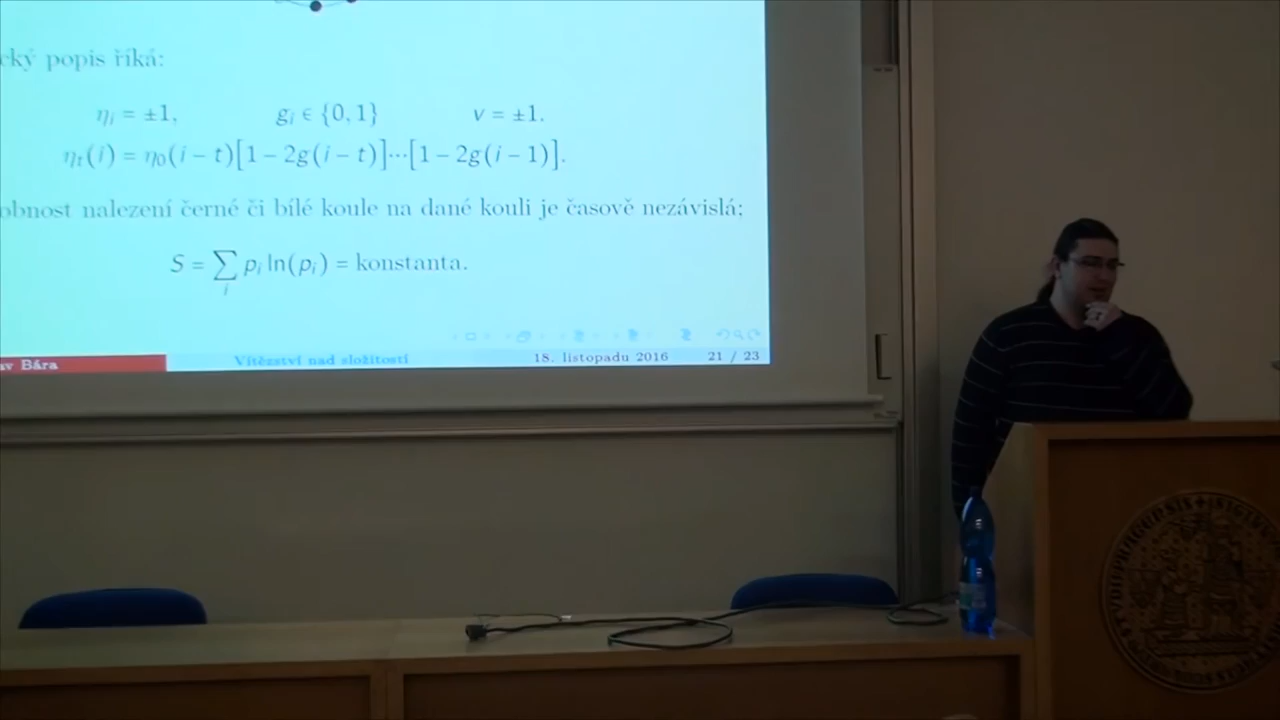 cký popis říká:
ηᵢ = ±1, gᵢ ∈ {0, 1} v = ±1.
ηₜ(i) = η₀(i − t)[1 − 2g(i − t)]···[1 − 2g(i − 1)].
obnost nalezení černé či bílé koule na dané kouli je časově nezávislá;
S = ∑ᵢ pᵢ ln(pᵢ) = konstanta.
av Bára Vítězství nad složitostí 18. listopadu 2016 21 / 23